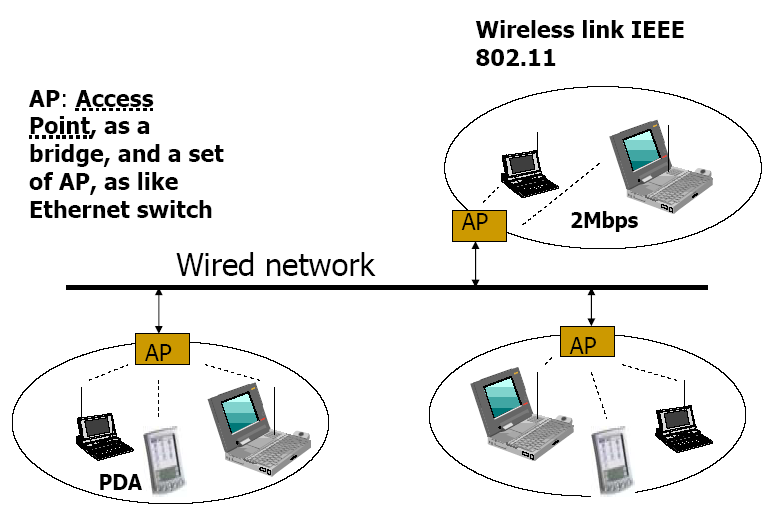 Wireless link IEEE
802.11
AP: Access
Point, as a
bridge, and a set
of AP, as like
Ethernet switch
AP
2Mbps
Wired network
AP
AP
PDA